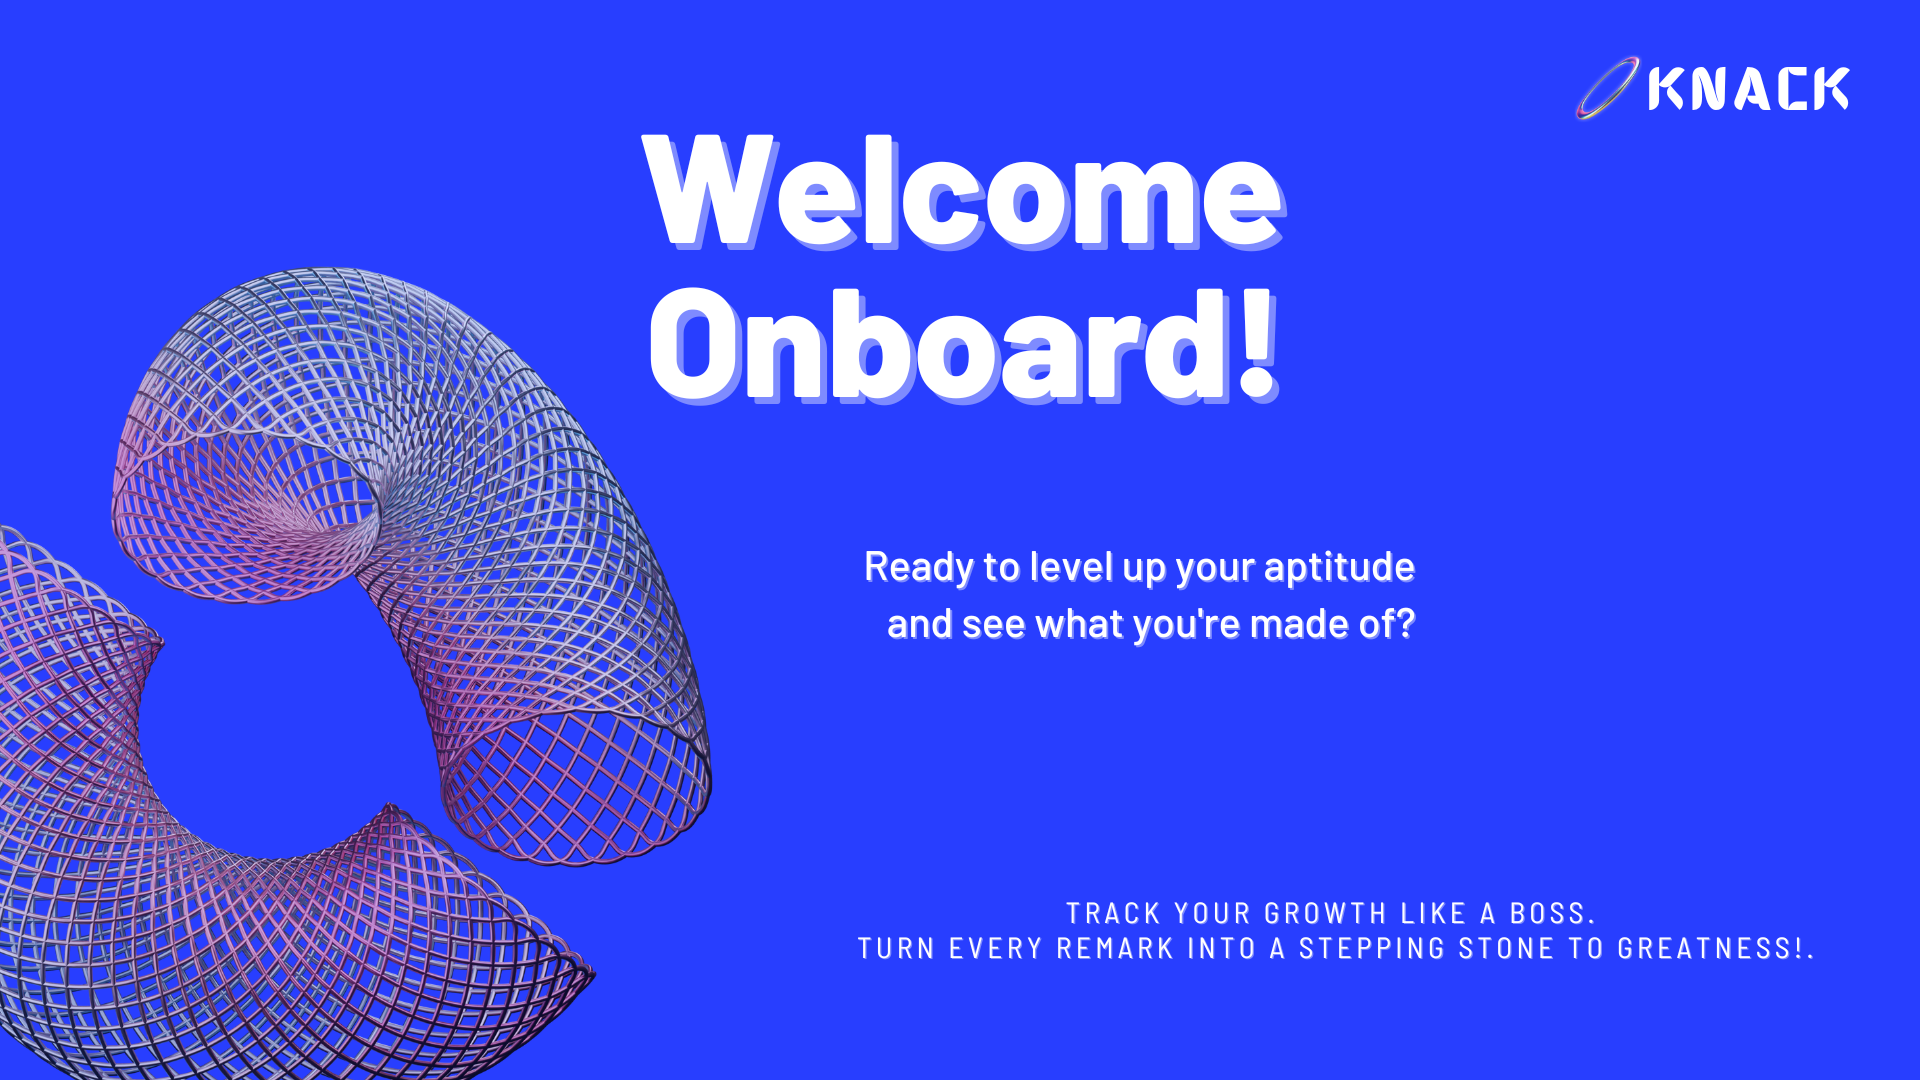 KNACK
Welcome
Onboard!
Ready to level up your aptitude
and see what you're made of?
TRACK YOUR GROWTH LIKE A BOSS.
TURN EVERY REMARK INTO A STEPPING STONE TO GREATNESS!.